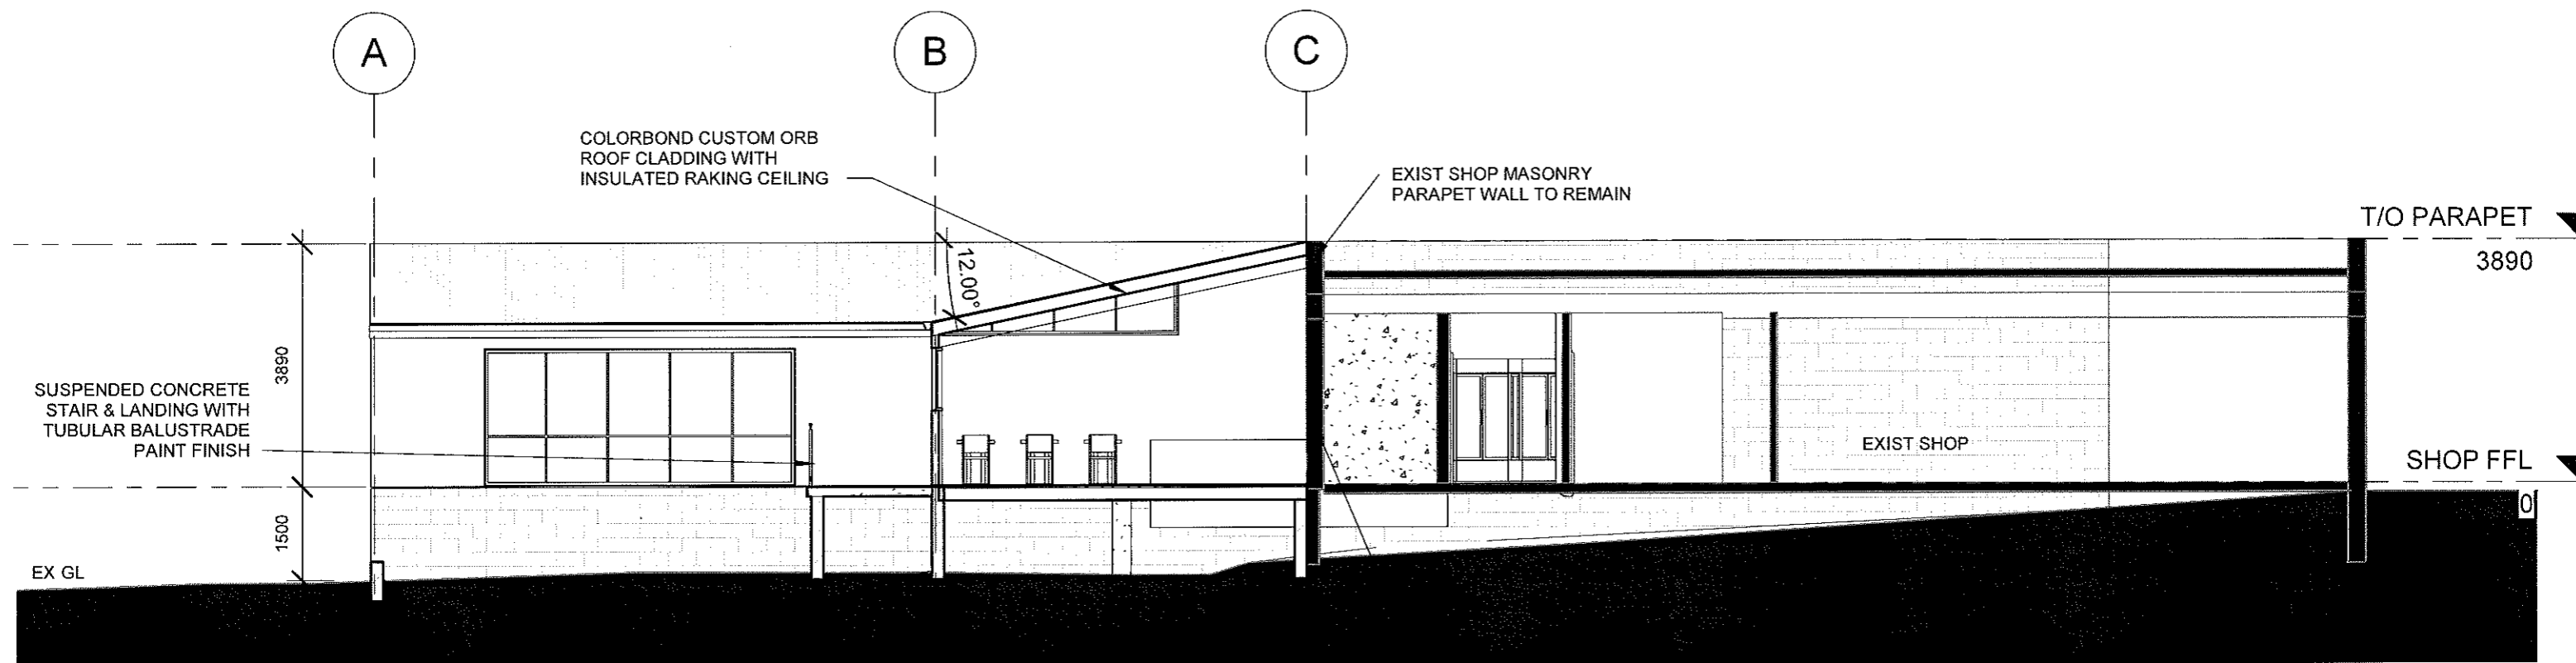 A
B
C
COLORBOND CUSTOM ORB
ROOF CLADDING WITH
INSULATED RAKING CEILING
EXIST SHOP MASONRY
PARAPET WALL TO REMAIN
T/O PARAPET
3890
12.00°
3890
SUSPENDED CONCRETE
STAIR & LANDING WITH
TUBULAR BALUSTRADE
PAINT FINISH
EXIST SHOP
SHOP FFL
0
1500
EX GL